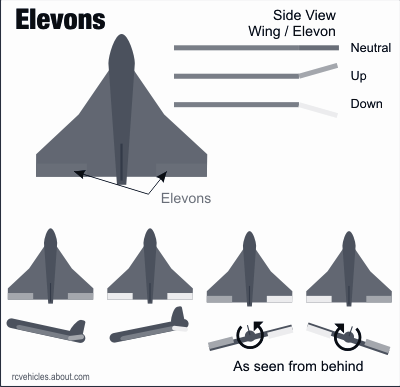 Elevons
Side View
Wing / Elevon
Neutral
Up
Down
Elevons
As seen from behind
rcvehicles.about.com